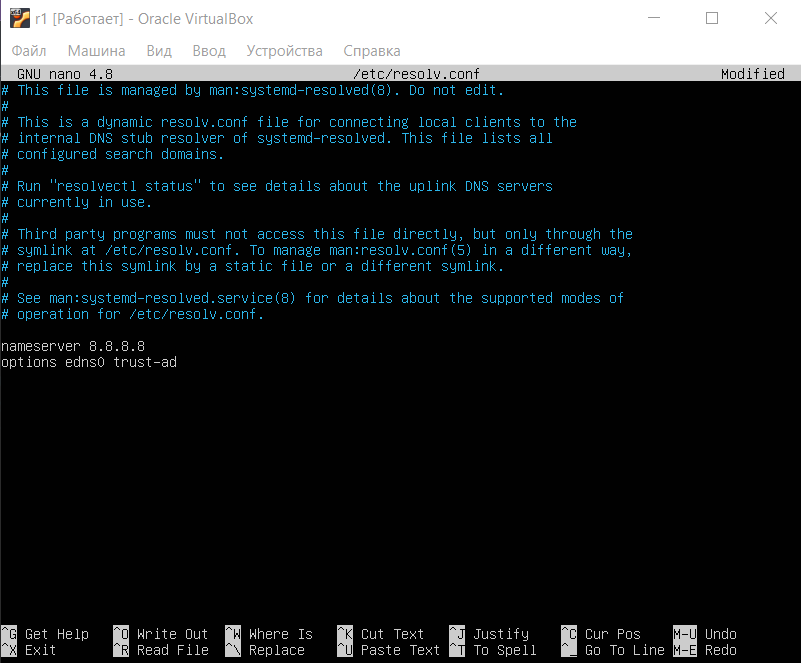 r1 [Работает] - Oracle VirtualBox
Файл Машина Вид Ввод Устройства Справка
GNU nano 4.8 /etc/resolv.conf Modified
# This file is managed by man:systemd-resolved(8). Do not edit.
#
# This is a dynamic resolv.conf file for connecting local clients to the
# internal DNS stub resolver of systemd-resolved. This file lists all
# configured search domains.
#
# Run "resolvectl status" to see details about the uplink DNS servers
# currently in use.
#
# Third party programs must not access this file directly, but only through the
# symlink at /etc/resolv.conf. To manage man:resolv.conf(5) in a different way,
# replace this symlink by a static file or a different symlink.
#
# See man:systemd-resolved.service(8) for details about the supported modes of
# operation for /etc/resolv.conf.
nameserver 8.8.8.8
options edns0 trust-ad
^G Get Help ^O Write Out ^W Where Is ^K Cut Text ^J Justify ^C Cur Pos M-U Undo
^X Exit ^R Read File ^\ Replace ^U Paste Text ^T To Spell ^_ Go To Line M-E Redo